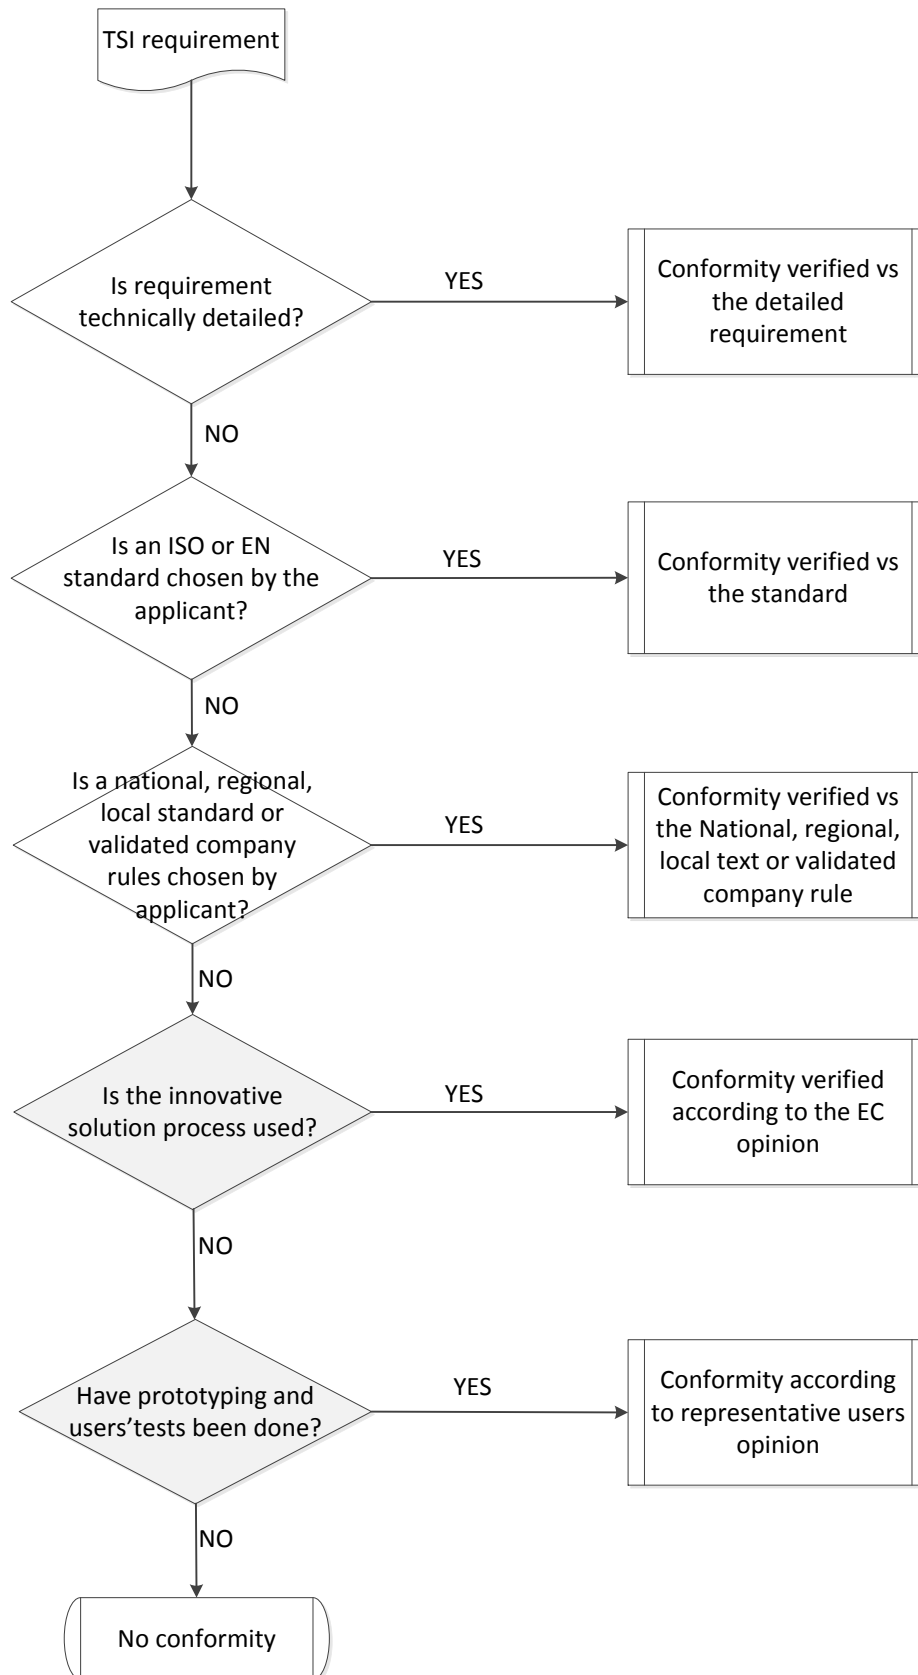 TSI requirement
Is requirement
technically detailed?
YES
Conformity verified vs
the detailed
requirement
NO
Is an ISO or EN
standard chosen by the
applicant?
YES
Conformity verified vs
the standard
NO
Is a national, regional,
local standard or
validated company
rules chosen by
applicant?
YES
Conformity verified vs
the National, regional,
local text or validated
company rule
NO
Is the innovative
solution process used?
YES
Conformity verified
according to the EC
opinion
NO
Have prototyping and
users’tests been done?
YES
Conformity according
to representative users
opinion
NO
No conformity